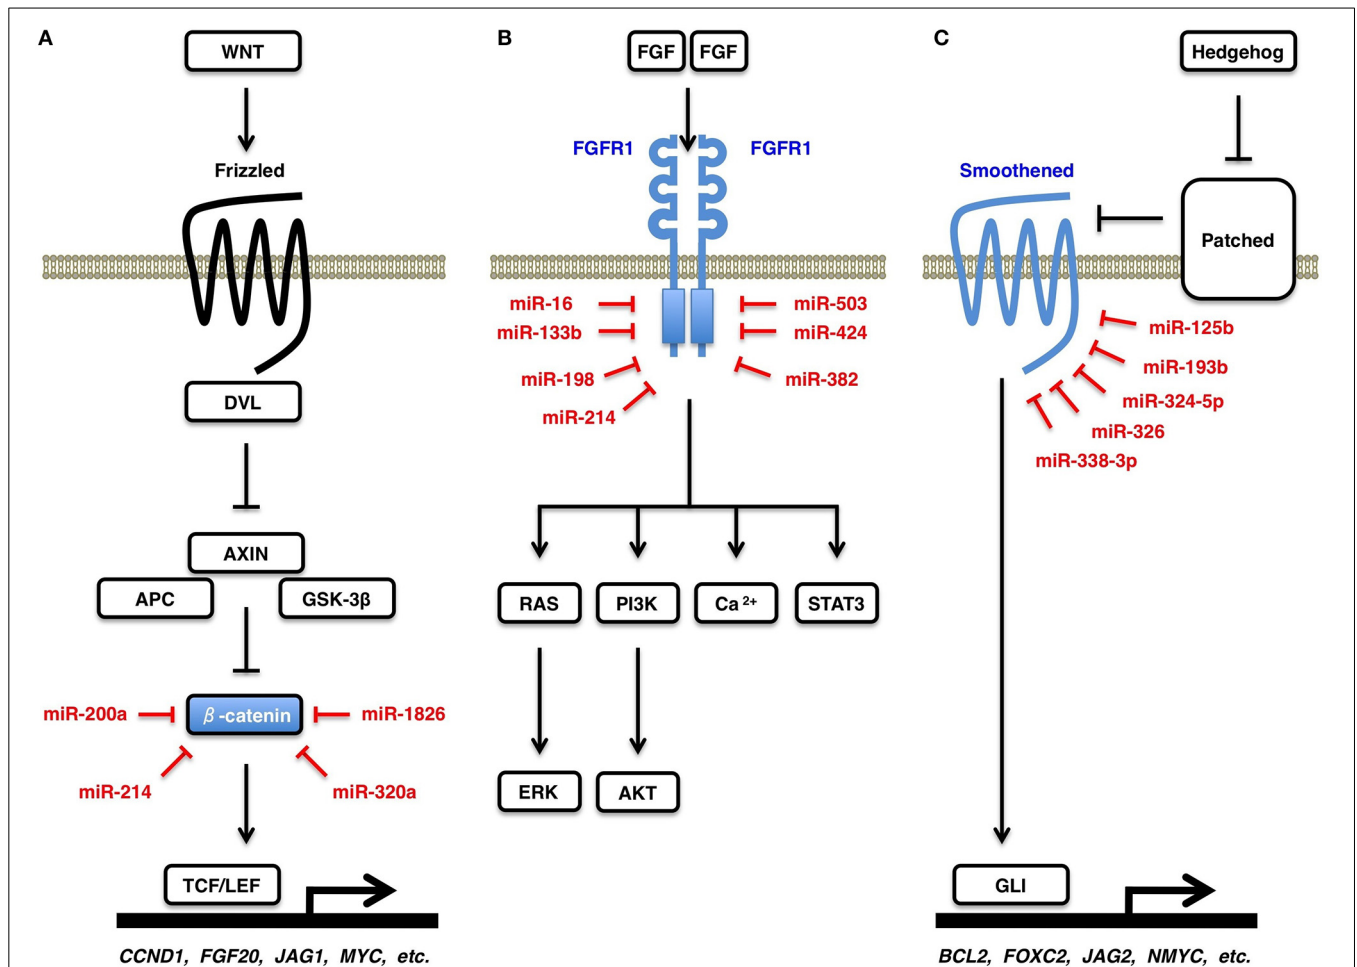 A
WNT
Frizzled
DVL
AXIN
APC
GSK-3β
β-catenin
miR-200a
miR-1826
miR-214
miR-320a
TCF/LEF
CCND1, FGF20, JAG1, MYC, etc.
B
FGF
FGF
FGFR1
FGFR1
miR-16
miR-503
miR-133b
miR-424
miR-198
miR-382
miR-214
RAS
PI3K
Ca 2+
STAT3
ERK
AKT
C
Hedgehog
Smoothened
Patched
miR-125b
miR-193b
miR-324-5p
miR-326
miR-338-3p
GLI
BCL2, FOXC2, JAG2, NMYC, etc.